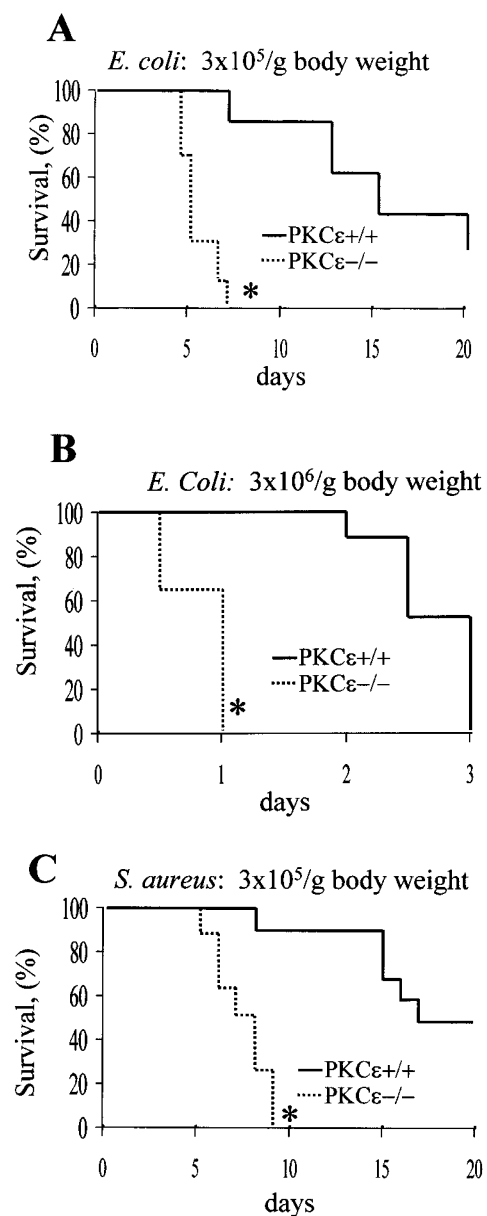 A
E. coli: 3x10⁵/g body weight
100
80
60
40
20
0
Survival, (%)
PKCε+/+
PKCε−/−
*
0 5 10 15 20
days
B
E. Coli: 3x10⁶/g body weight
100
80
60
40
20
0
Survival, (%)
PKCε+/+
PKCε−/−
*
0 1 2 3
days
C
S. aureus: 3x10⁵/g body weight
100
80
60
40
20
0
Survival, (%)
PKCε+/+
PKCε−/−
*
0 5 10 15 20
days